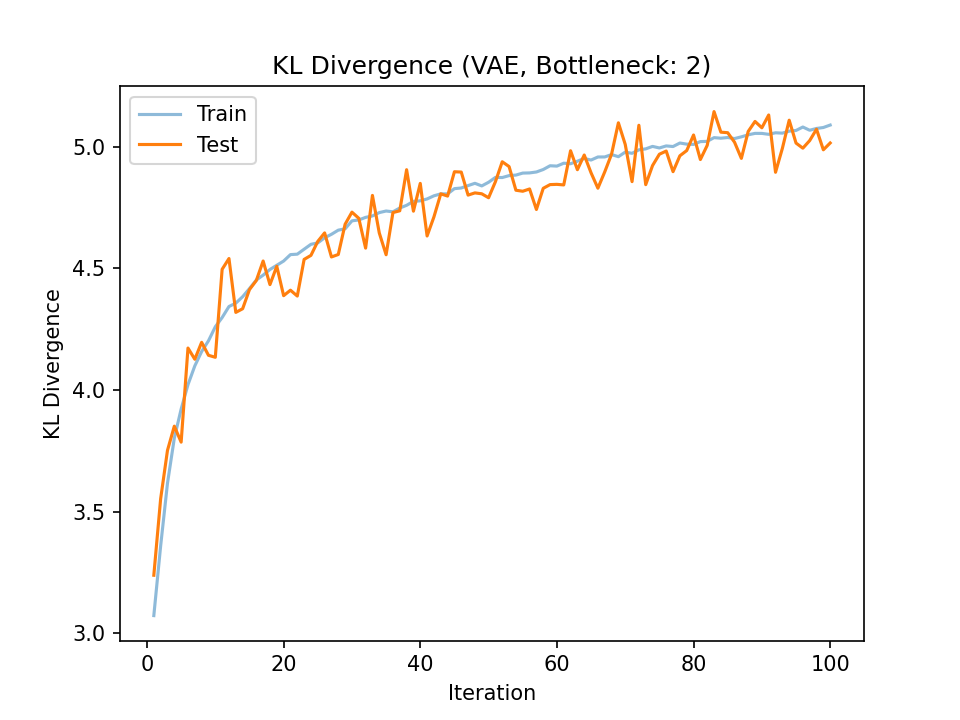 KL Divergence (VAE, Bottleneck: 2)
Train
Test
KL Divergence
5.0
4.5
4.0
3.5
3.0
0 20 40 60 80 100
Iteration